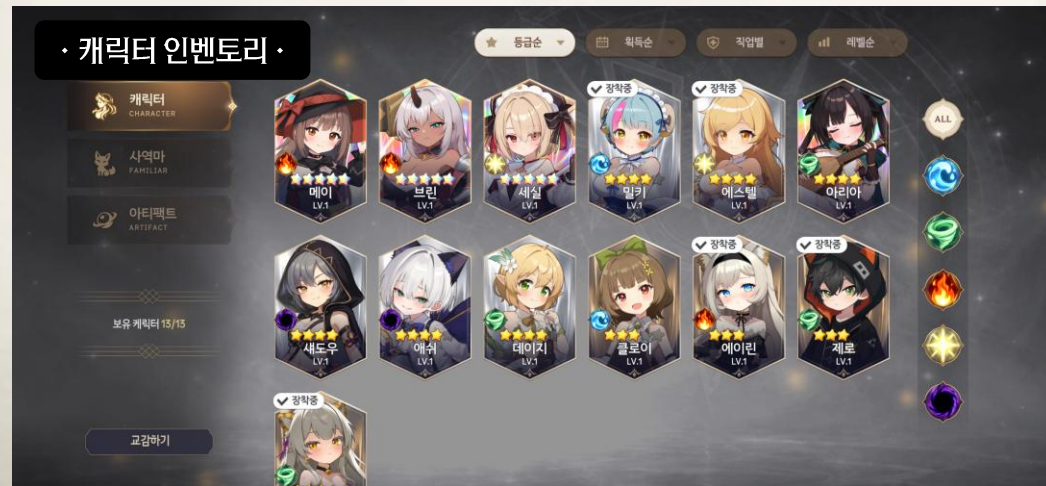 · 캐릭터 인벤토리 ·
등급순
획득순
직업별
레벨순
캐릭터
CHARACTER
사역마
FAMILIAR
아티팩트
ARTIFACT
보유 캐릭터 13/13
교감하기
메이
LV.1
브린
LV.1
세실
LV.1
장착중
밀키
LV.1
장착중
에스텔
LV.1
아리아
LV.1
섀도우
LV.1
애쉬
LV.1
데이지
LV.1
클로이
LV.1
장착중
에이린
LV.1
장착중
제로
LV.1
장착중
ALL